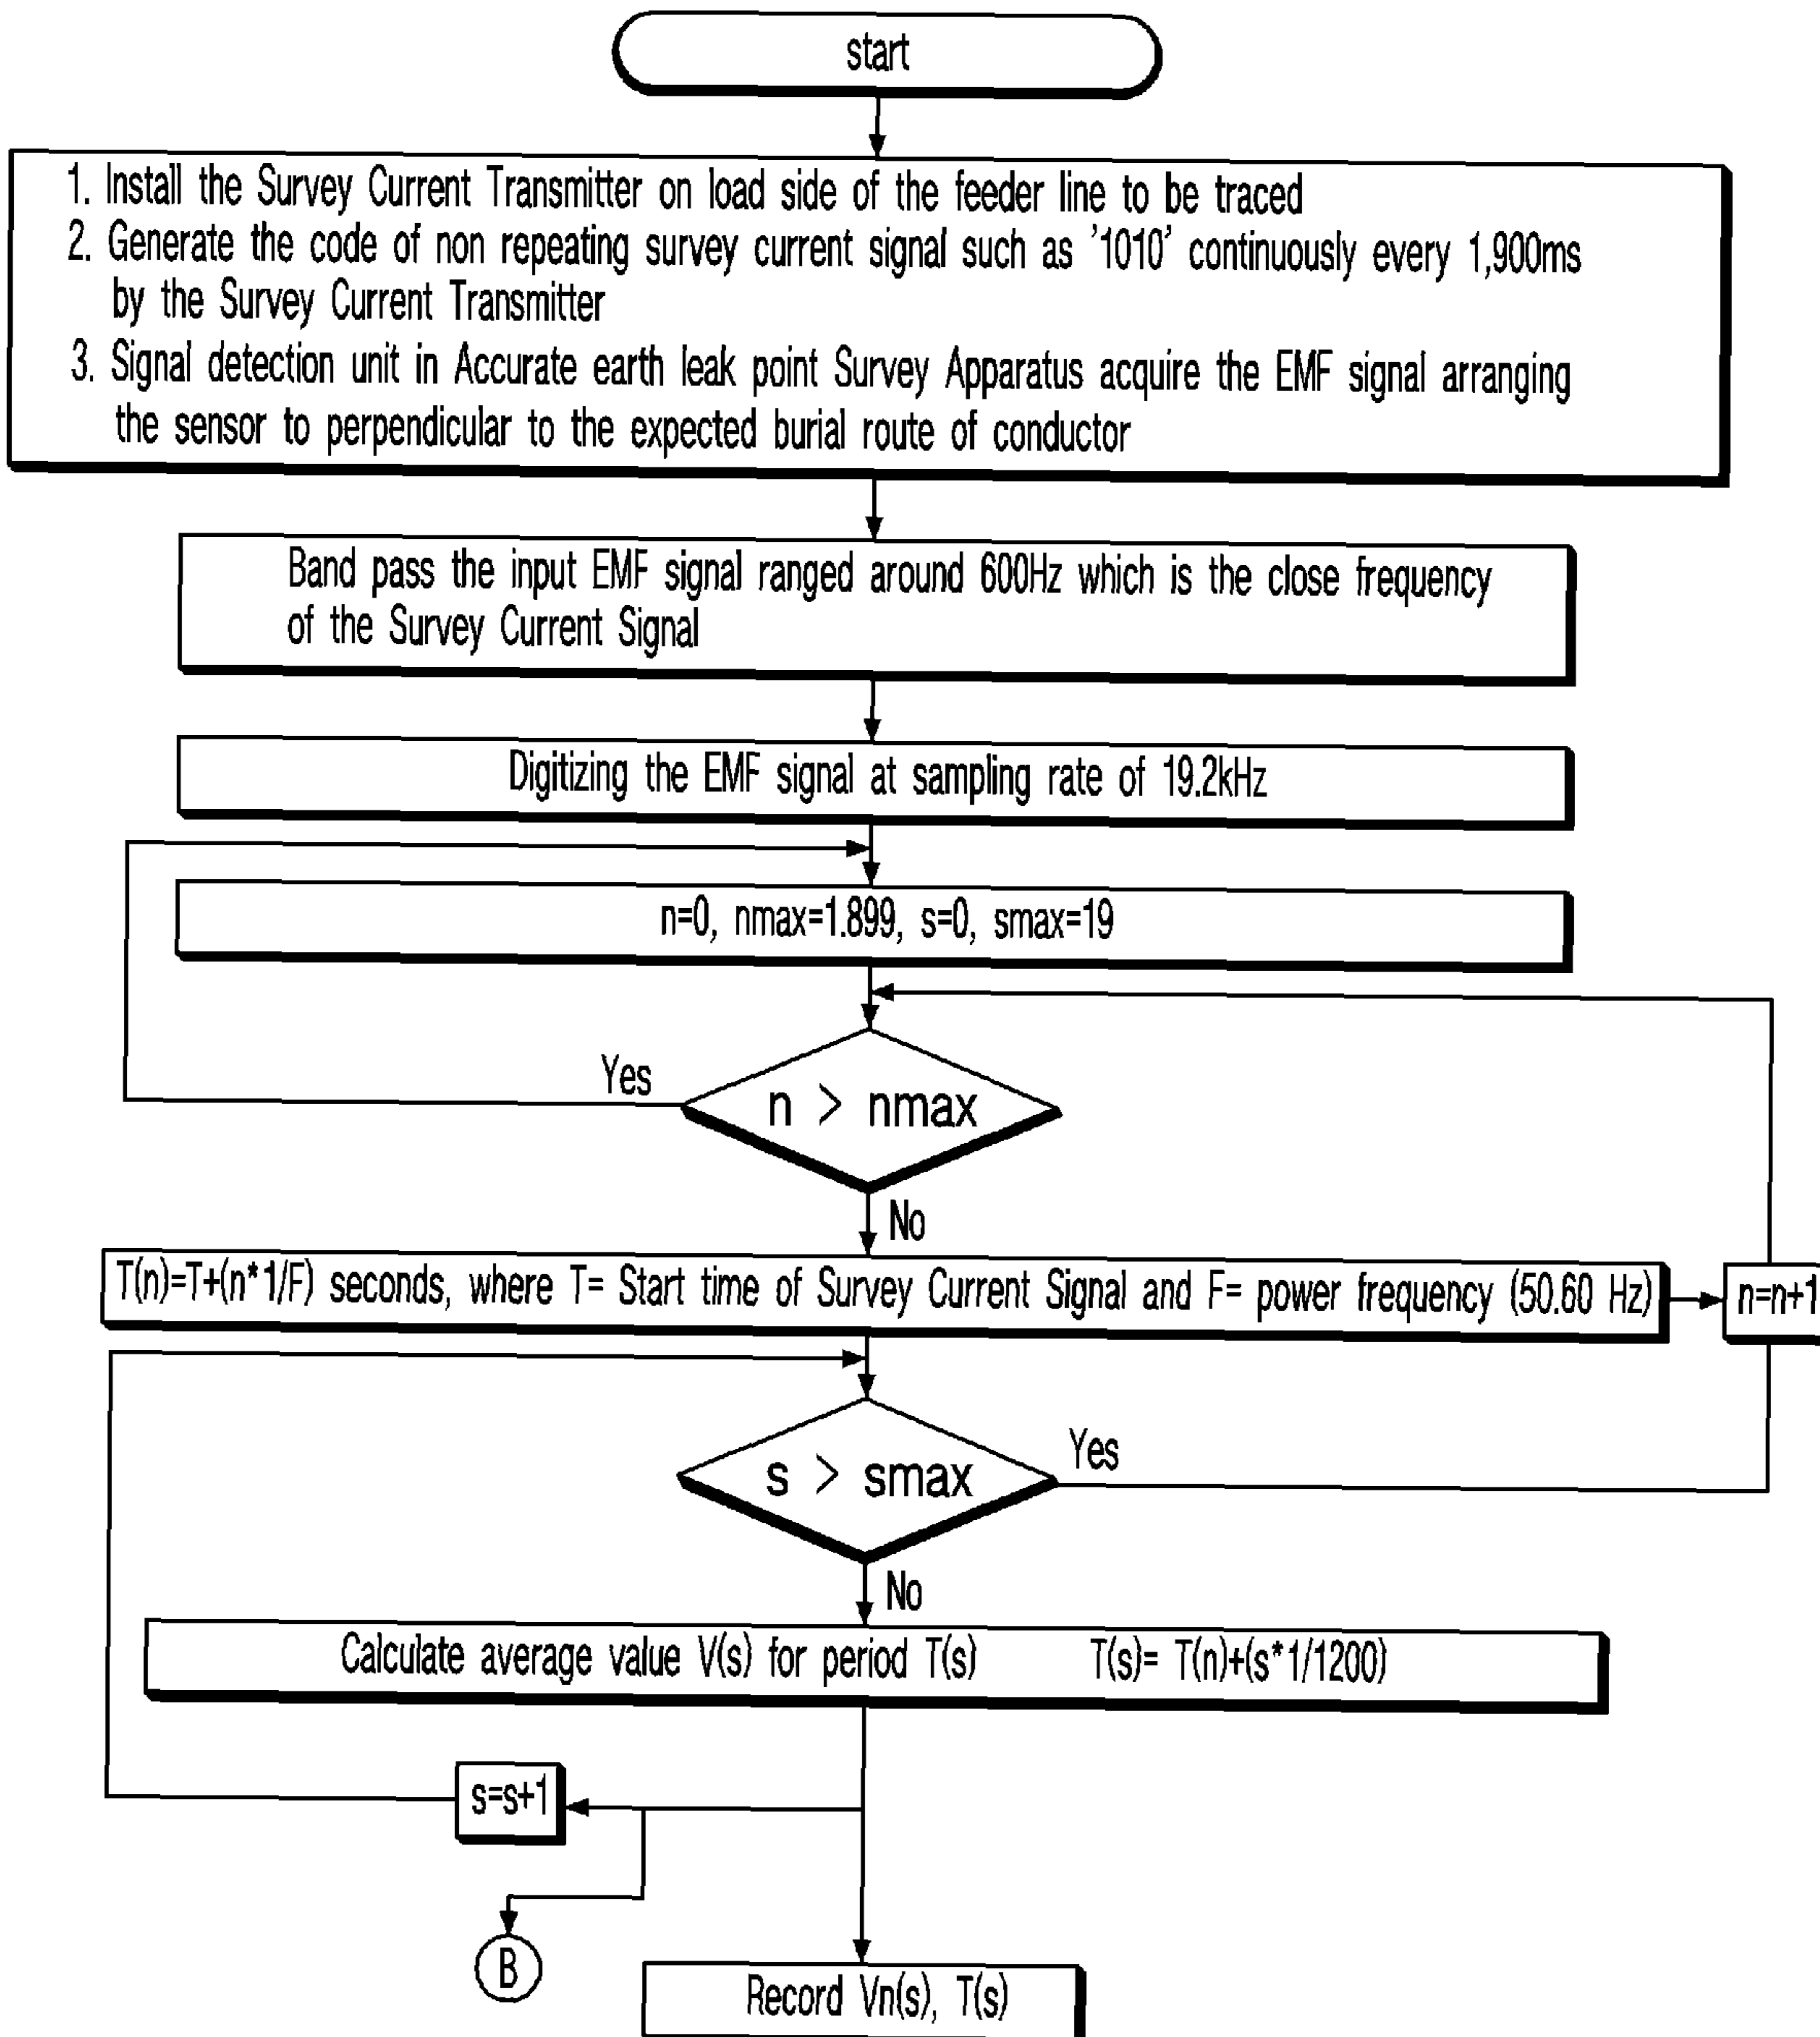 start
1. Install the Survey Current Transmitter on load side of the feeder line to be traced
2. Generate the code of non repeating survey current signal such as '1010' continuously every 1,900ms
by the Survey Current Transmitter
3. Signal detection unit in Accurate earth leak point Survey Apparatus acquire the EMF signal arranging
the sensor to perpendicular to the expected burial route of conductor
Band pass the input EMF signal ranged around 600Hz which is the close frequency
of the Survey Current Signal
Digitizing the EMF signal at sampling rate of 19.2kHz
n=0, nmax=1.899, s=0, smax=19
Yes
n > nmax
No
T(n)=T+(n*1/F) seconds, where T= Start time of Survey Current Signal and F= power frequency (50.60 Hz)
n=n+1
s > smax
Yes
No
Calculate average value V(s) for period T(s) T(s)= T(n)+(s*1/1200)
s=s+1
B
Record Vn(s), T(s)